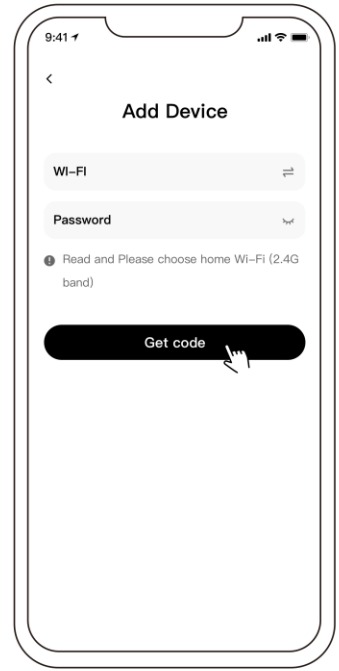 9:41
Add Device
WI-FI
Password
Read and Please choose home Wi-Fi (2.4G
band)
Get code